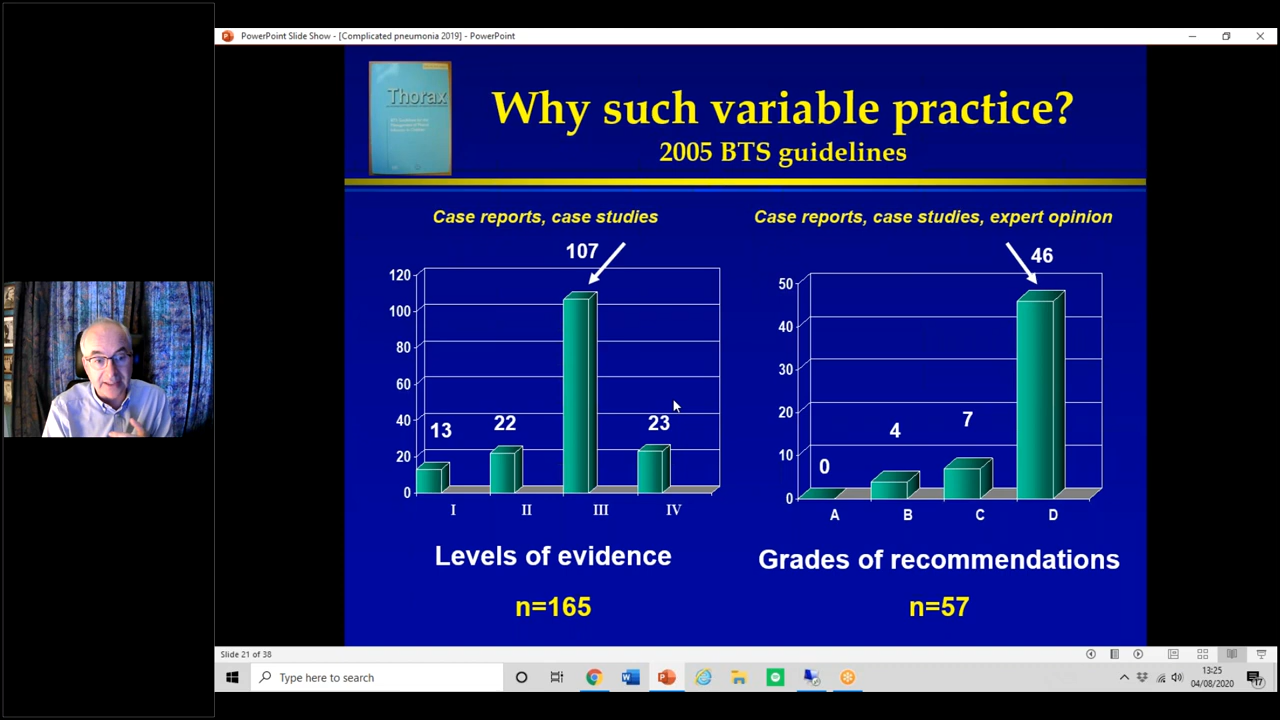 PowerPoint Slide Show - [Complicated pneumonia 2019] - PowerPoint
Thorax
Why such variable practice?
2005 BTS guidelines
Case reports, case studies
107
120
100
80
60
40
20
0
13
22
23
I
II
III
IV
Levels of evidence
n=165
Case reports, case studies, expert opinion
46
50
40
30
20
10
0
0
4
7
A
B
C
D
Grades of recommendations
n=57
Slide 21 of 38
Type here to search
13:25
04/08/2020
17